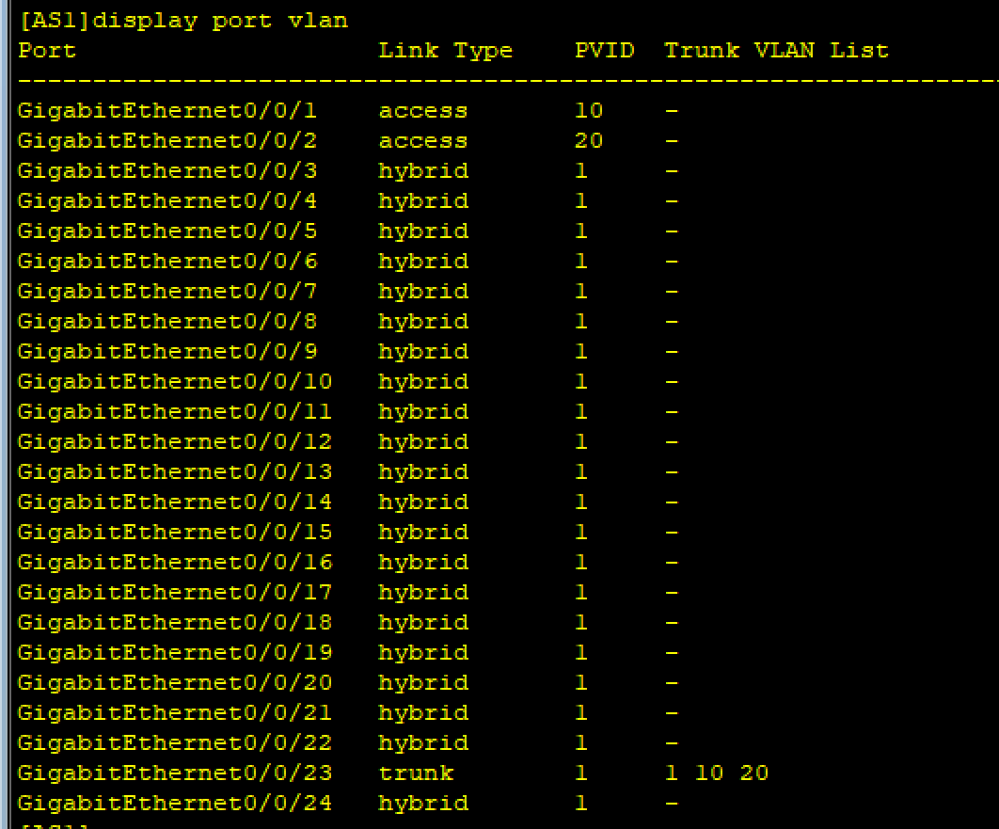 [AS1]display port vlan
Port Link Type PVID Trunk VLAN List
-------------------------------------------------------------------------------
GigabitEthernet0/0/1 access 10 -
GigabitEthernet0/0/2 access 20 -
GigabitEthernet0/0/3 hybrid 1 -
GigabitEthernet0/0/4 hybrid 1 -
GigabitEthernet0/0/5 hybrid 1 -
GigabitEthernet0/0/6 hybrid 1 -
GigabitEthernet0/0/7 hybrid 1 -
GigabitEthernet0/0/8 hybrid 1 -
GigabitEthernet0/0/9 hybrid 1 -
GigabitEthernet0/0/10 hybrid 1 -
GigabitEthernet0/0/11 hybrid 1 -
GigabitEthernet0/0/12 hybrid 1 -
GigabitEthernet0/0/13 hybrid 1 -
GigabitEthernet0/0/14 hybrid 1 -
GigabitEthernet0/0/15 hybrid 1 -
GigabitEthernet0/0/16 hybrid 1 -
GigabitEthernet0/0/17 hybrid 1 -
GigabitEthernet0/0/18 hybrid 1 -
GigabitEthernet0/0/19 hybrid 1 -
GigabitEthernet0/0/20 hybrid 1 -
GigabitEthernet0/0/21 hybrid 1 -
GigabitEthernet0/0/22 hybrid 1 -
GigabitEthernet0/0/23 trunk 1 1 10 20
GigabitEthernet0/0/24 hybrid 1 -